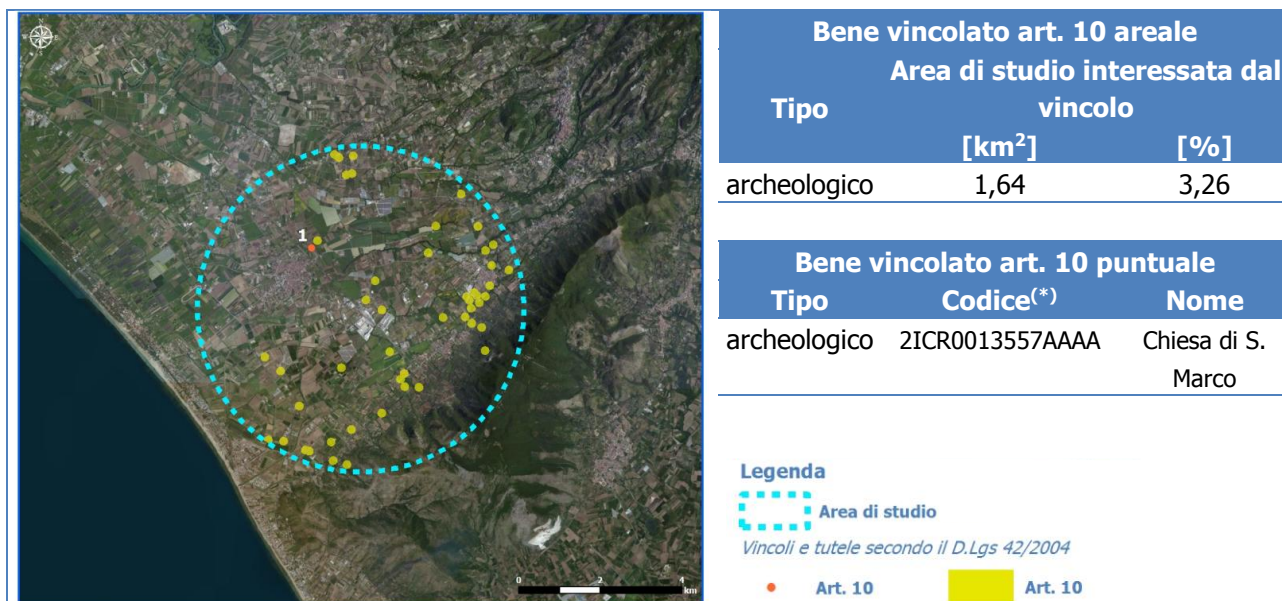 N
E
S
1
0 2 4
km
Bene vincolato art. 10 areale
Tipo
Area di studio interessata dal
vincolo
[km²] [%]
archeologico 1,64 3,26
Bene vincolato art. 10 puntuale
Tipo Codice(*) Nome
archeologico 2ICR0013557AAAA Chiesa di S.
Marco
Legenda
Area di studio
Vincoli e tutele secondo il D.Lgs 42/2004
Art. 10 Art. 10